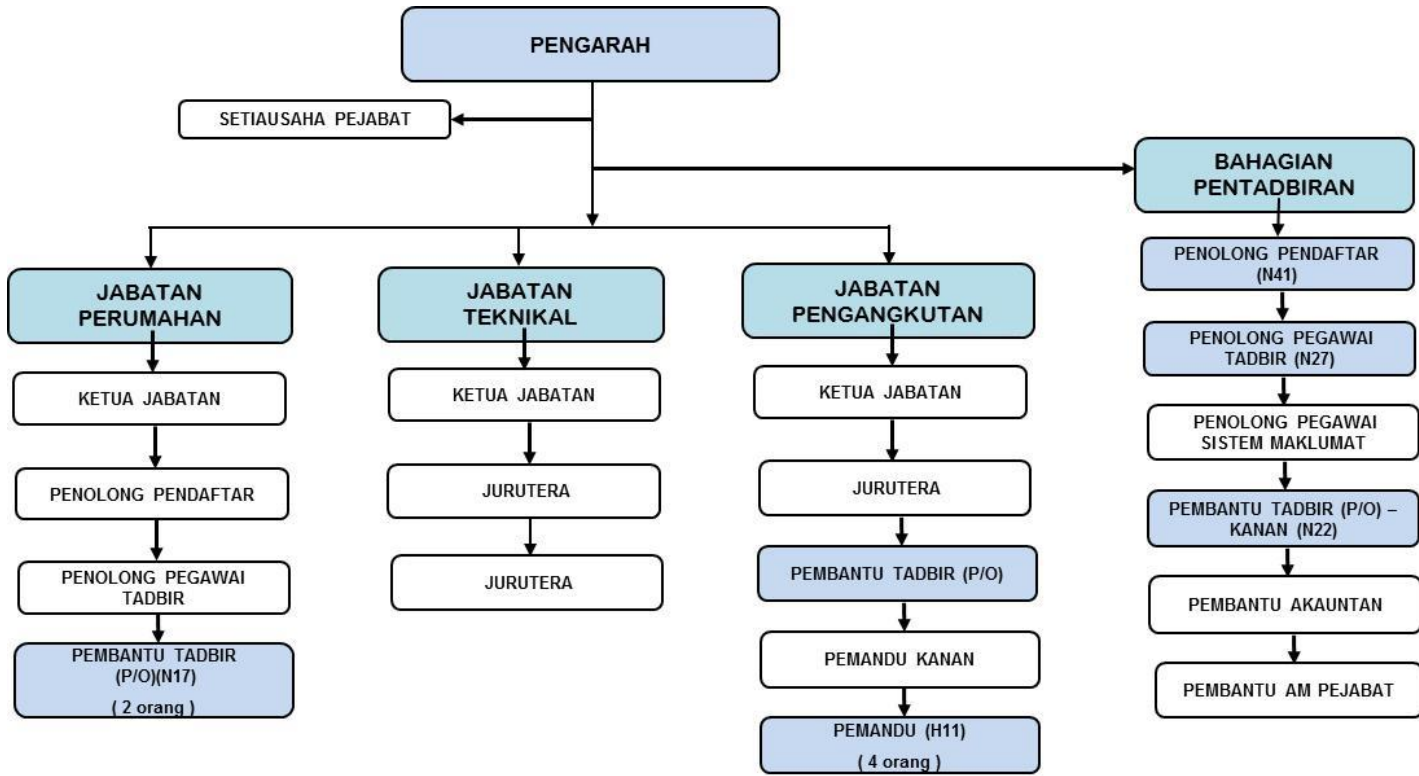 PENGARAH
SETIAUSAHA PEJABAT
BAHAGIAN
PENTADBIRAN
PENOLONG PENDAFTAR
(N41)
PENOLONG PEGAWAI
TADBIR (N27)
PENOLONG PEGAWAI
SISTEM MAKLUMAT
PEMBANTU TADBIR (P/O) –
KANAN (N22)
PEMBANTU AKAUNTAN
PEMBANTU AM PEJABAT
JABATAN
PERUMAHAN
KETUA JABATAN
PENOLONG PENDAFTAR
PENOLONG PEGAWAI
TADBIR
PEMBANTU TADBIR
(P/O)(N17)
( 2 orang )
JABATAN
TEKNIKAL
KETUA JABATAN
JURUTERA
JURUTERA
JABATAN
PENGANGKUTAN
KETUA JABATAN
JURUTERA
PEMBANTU TADBIR (P/O)
PEMANDU KANAN
PEMANDU (H11)
( 4 orang )